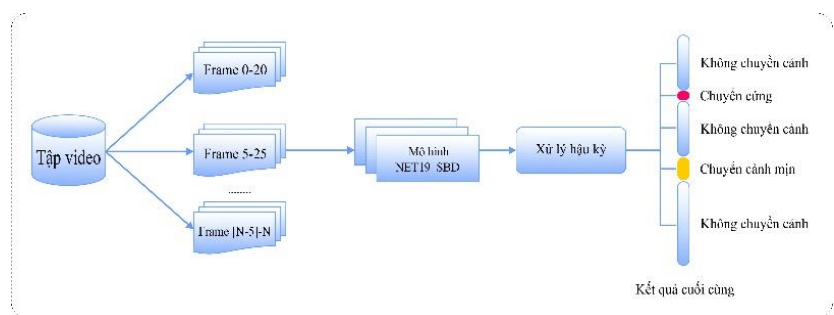 Tập video
Frame 0-20
Frame 5-25
........
Frame |N-5|-N
Mô hình
NET19 SBD
Xử lý hậu kỳ
Không chuyển cảnh
Chuyển cứng
Không chuyển cảnh
Chuyển cảnh mịn
Không chuyển cảnh
Kết quả cuối cùng